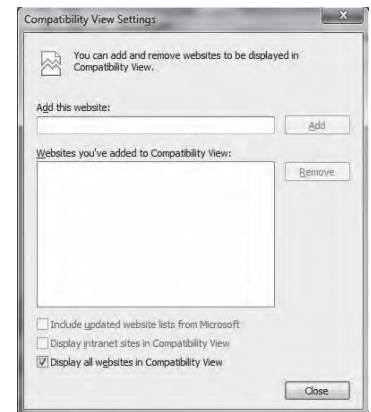 Compatibility View Settings
x
You can add and remove websites to be displayed in
Compatibility View.
Add this website:
Add
Websites you've added to Compatibility View:
Remove
Include updated website lists from Microsoft
Display intranet sites in Compatibility View
Display all websites in Compatibility View
Close